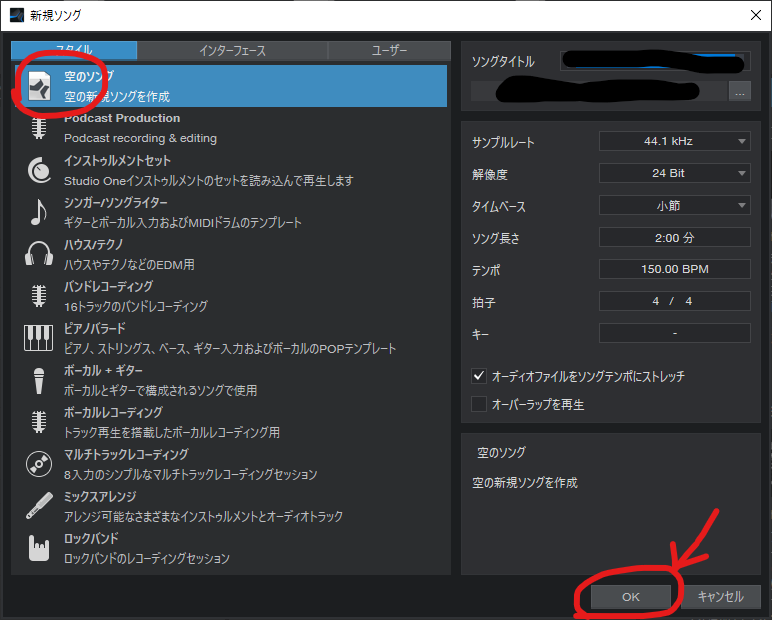 新規ソング
スタイル
インターフェース
ユーザー
空のソング
空の新規ソングを作成
Podcast Production
Podcast recording & editing
インストゥルメントセット
Studio Oneインストゥルメントのセットを読み込んで再生します
シンガー/ソングライター
ギターとボーカル入力およびMIDIドラムのテンプレート
ハウス/テクノ
ハウスやテクノなどのEDM用
バンドレコーディング
16トラックのバンドレコーディング
ピアノバラード
ピアノ、ストリングス、ベース、ギター入力およびボーカルのPOPテンプレート
ボーカル + ギター
ボーカルとギターで構成されるソングで使用
ボーカルレコーディング
トラック再生を搭載したボーカルレコーディング用
マルチトラックレコーディング
8入力のシンプルなマルチトラックレコーディングセッション
ミックスアレンジ
アレンジ可能なさまざまなインストゥルメントとオーディオトラック
ロックバンド
ロックバンドのレコーディングセッション
ソングタイトル
...
サンプルレート 44.1 kHz
解像度 24 Bit
タイムベース 小節
ソング長さ 2:00 分
テンポ 150.00 BPM
拍子 4 / 4
キー -
オーディオファイルをソングテンポにストレッチ
オーバーラップを再生
空のソング
空の新規ソングを作成
OK
キャンセル